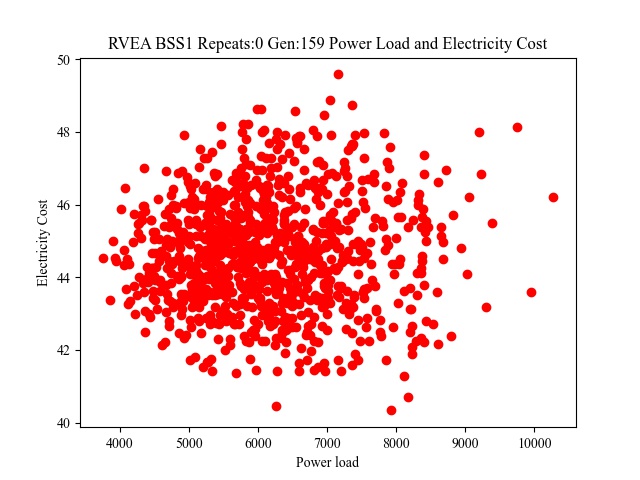 RVEA BSS1 Repeats:0 Gen:159 Power Load and Electricity Cost
50
48
46
44
42
40
Electricity Cost
4000 5000 6000 7000 8000 9000 10000
Power load